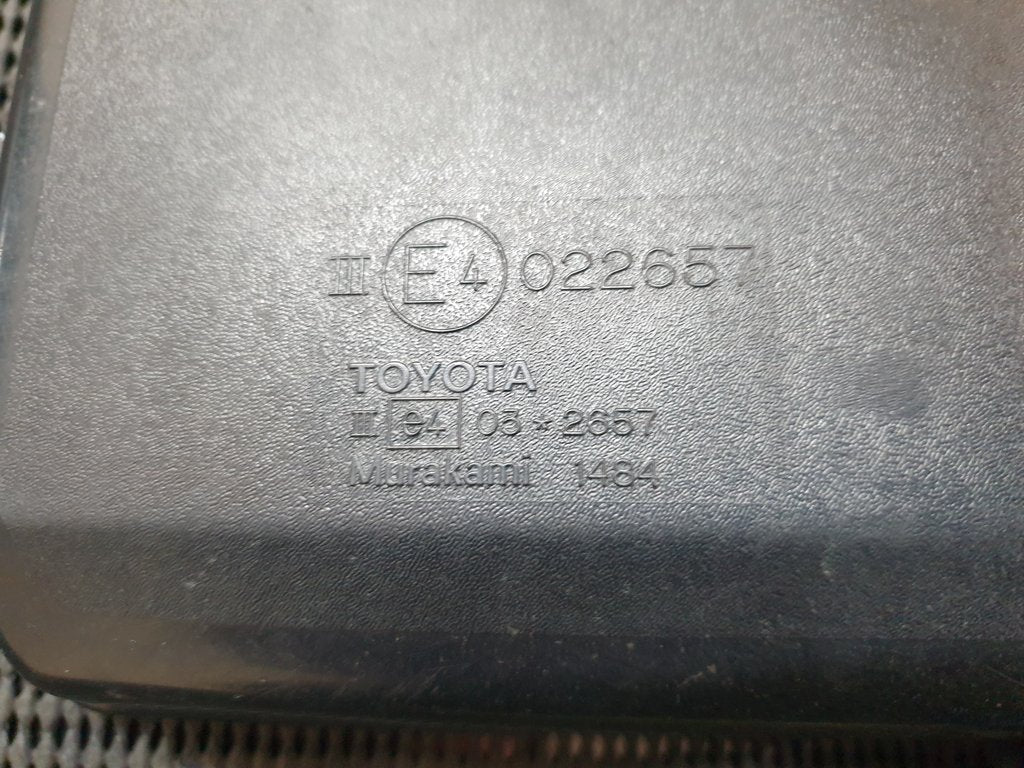 III E4 022657
TOYOTA
III e4 03*2657
Murakami 1484